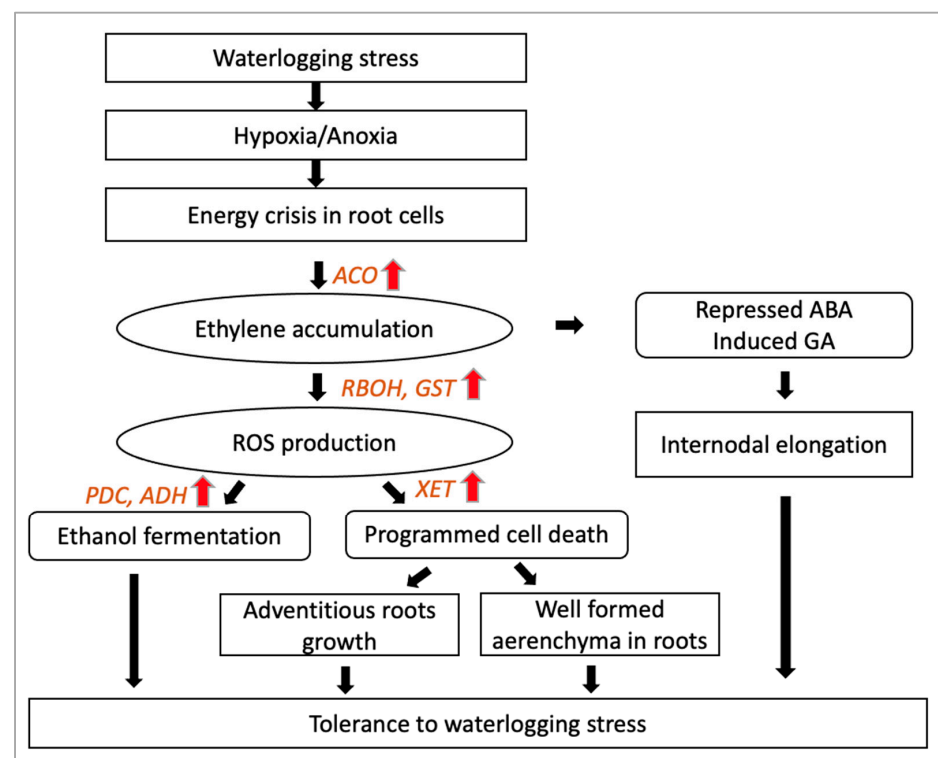 Waterlogging stress
Hypoxia/Anoxia
Energy crisis in root cells
ACO
Ethylene accumulation
Repressed ABA
Induced GA
RBOH, GST
ROS production
Internodal elongation
PDC, ADH
XET
Ethanol fermentation
Programmed cell death
Adventitious roots
growth
Well formed
aerenchyma in roots
Tolerance to waterlogging stress